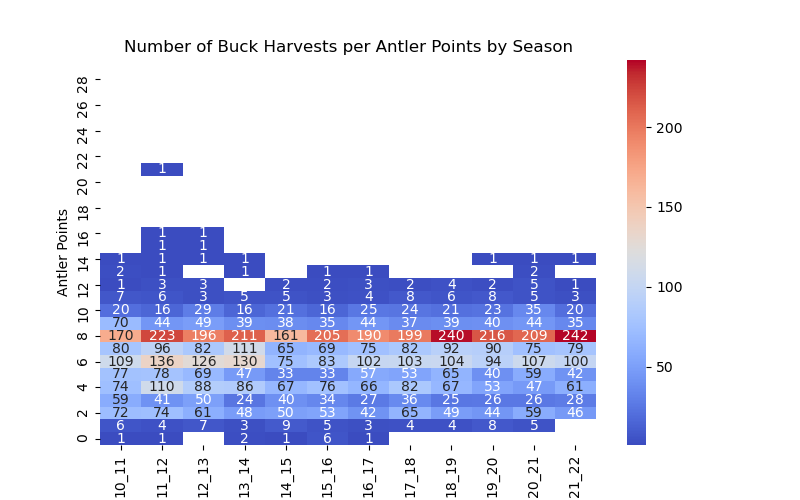 Number of Buck Harvests per Antler Points by Season
Antler Points
28
26
24
22
1
20
18
16 1 1
1 1
14 1 1 1 1 1 1 1
2 1 1 1 1 2
12 1 3 3 2 2 3 2 4 2 5 1
7 6 3 5 5 3 4 8 6 8 5 3
10 20 16 29 16 21 16 25 24 21 23 35 20
70 44 49 39 38 35 44 37 39 40 44 35
8 170 223 196 211 161 205 190 199 240 216 209 242
80 96 82 111 65 69 75 82 92 90 75 79
6 109 136 126 130 75 83 102 103 104 94 107 100
77 78 69 47 33 33 57 53 65 40 59 42
4 74 110 88 86 67 76 66 82 67 53 47 61
59 41 50 24 40 34 27 36 25 26 26 28
2 72 74 61 48 50 53 42 65 49 44 59 46
6 4 7 3 9 5 3 4 4 8 5
0 1 1 2 1 6 1
10_11 11_12 12_13 13_14 14_15 15_16 16_17 17_18 18_19 19_20 20_21 21_22
200
150
100
50